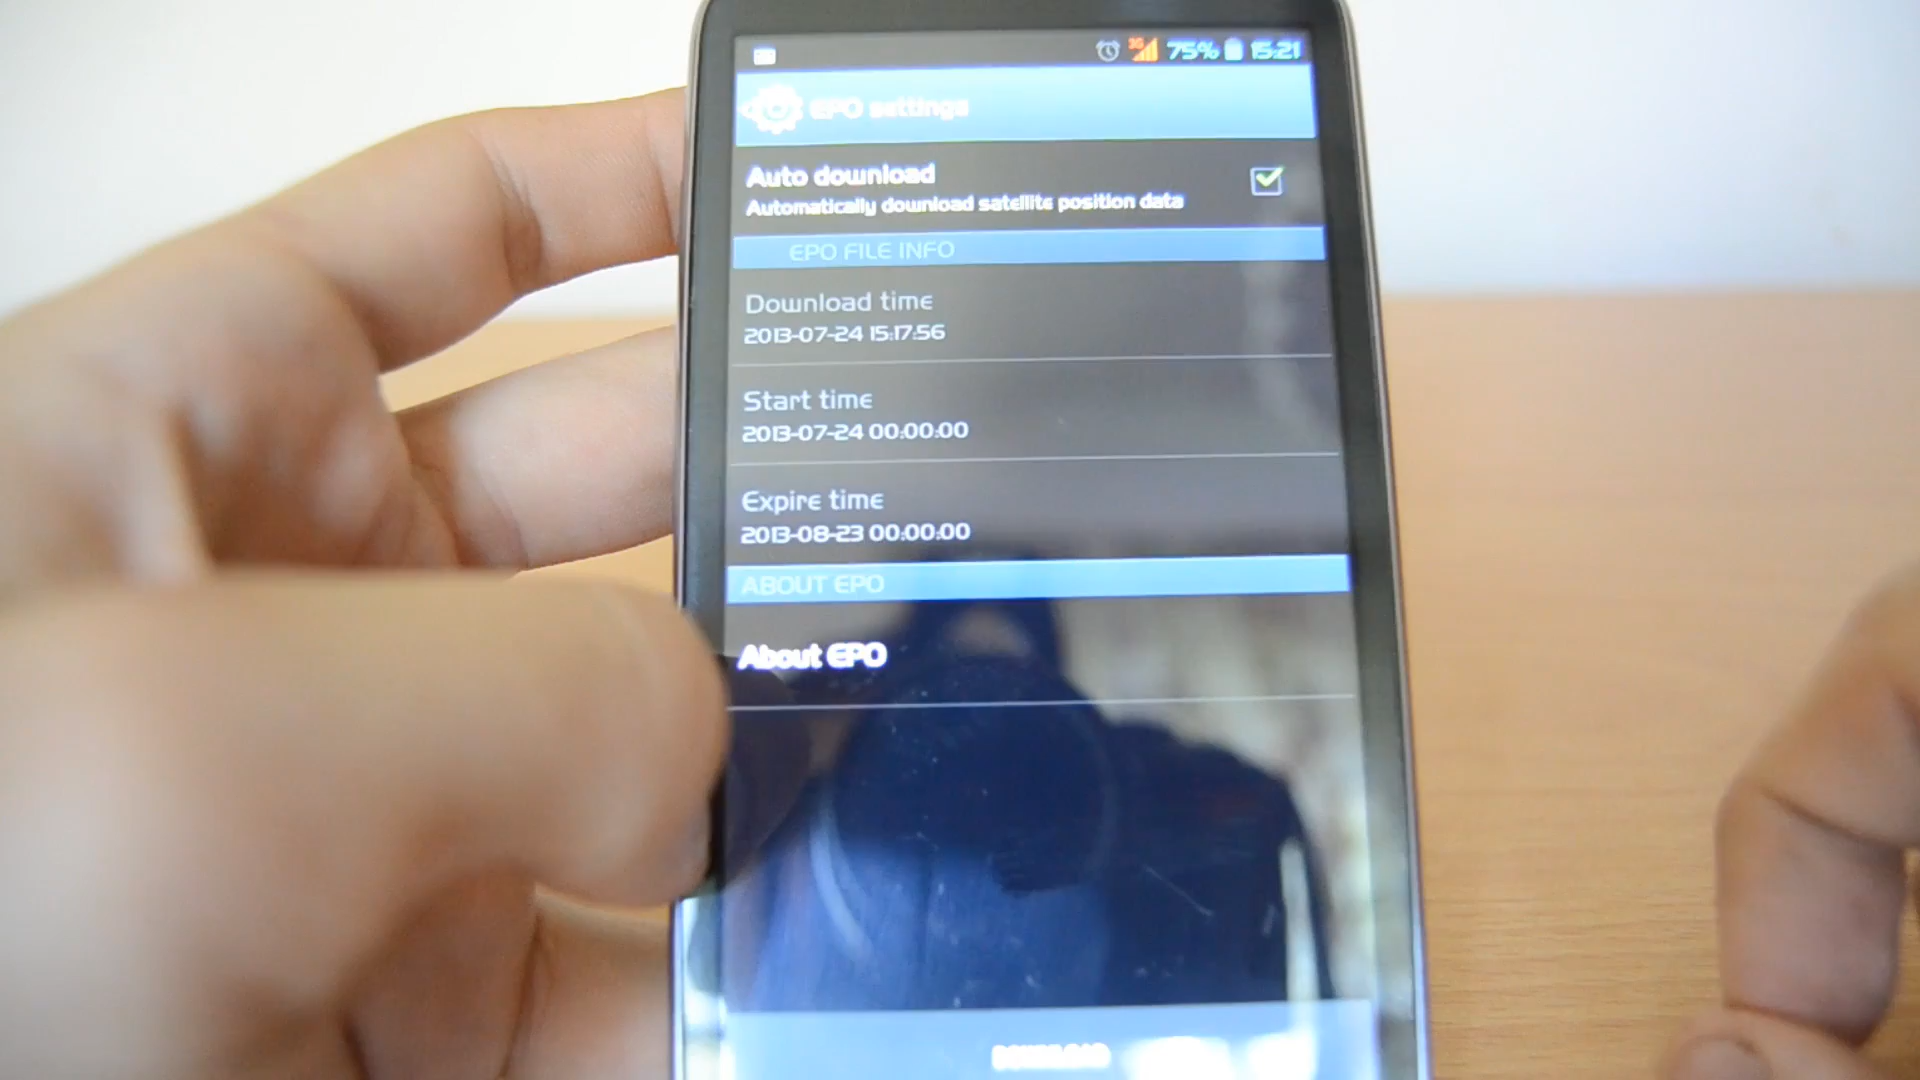 3G 75% 15:21
EPO settings
Auto download
Automatically download satellite position data
EPO FILE INFO
Download time
2013-07-24 15:17:56
Start time
2013-07-24 00:00:00
Expire time
2013-08-23 00:00:00
ABOUT EPO
About EPO
DOWNLOAD